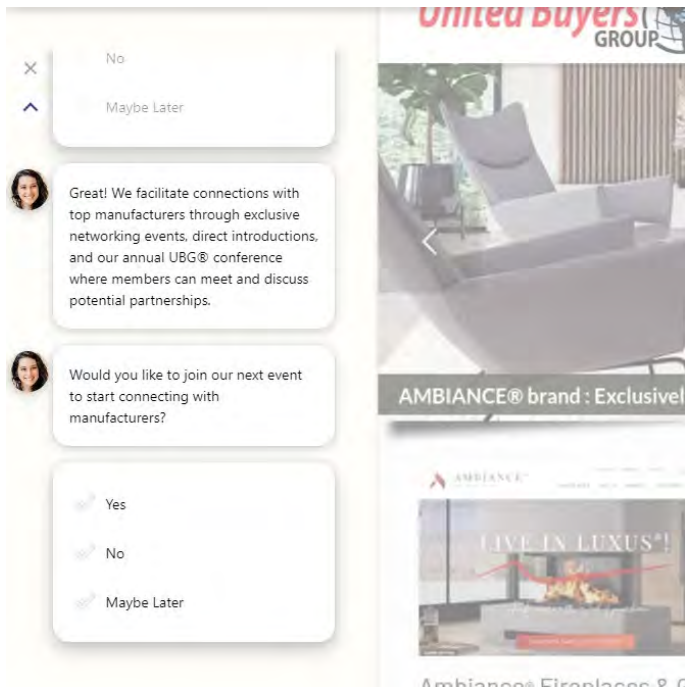 No
Maybe Later
Great! We facilitate connections with
top manufacturers through exclusive
networking events, direct introductions,
and our annual UBG® conference
where members can meet and discuss
potential partnerships.
Would you like to join our next event
to start connecting with
manufacturers?
Yes
No
Maybe Later
United Buyers
GROUP
AMBIANCE® brand : Exclusivel
AMBIANCE®
LIVE IN LUXUS®!
Ambiance® Fireplaces & G